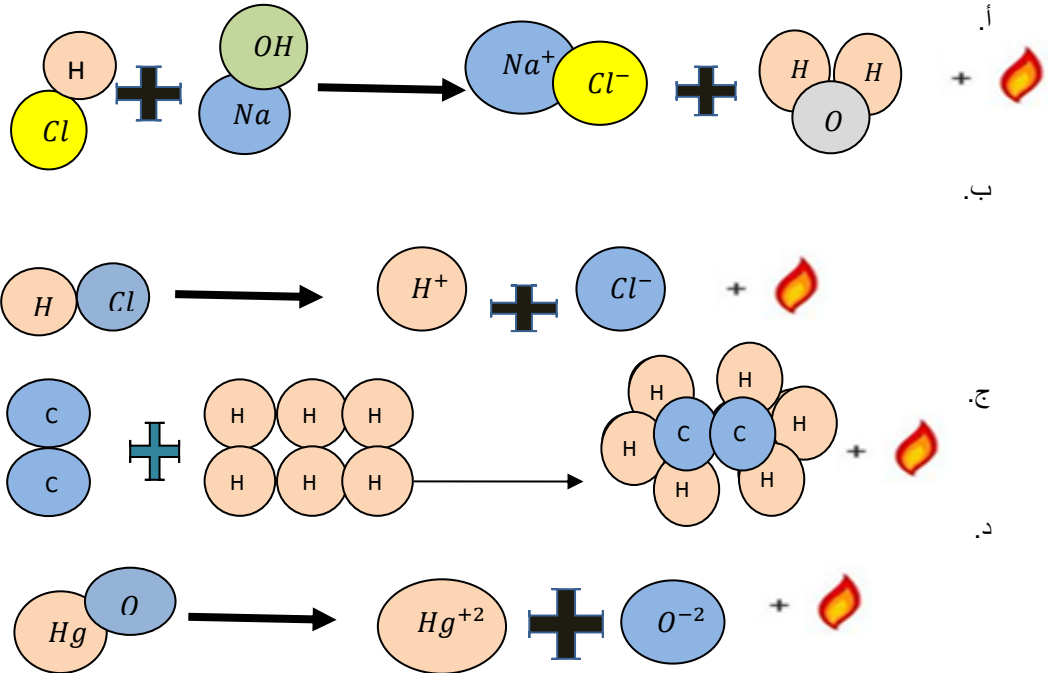 أ.
H + OH → Na⁺ + H H + 
Cl Na Cl⁻ O
ب.
H Cl → H⁺ + Cl⁻ +
ج.
C + H H H → H H
C H H H H C C H
H H +
د.
Hg O → Hg⁺² + O⁻² +